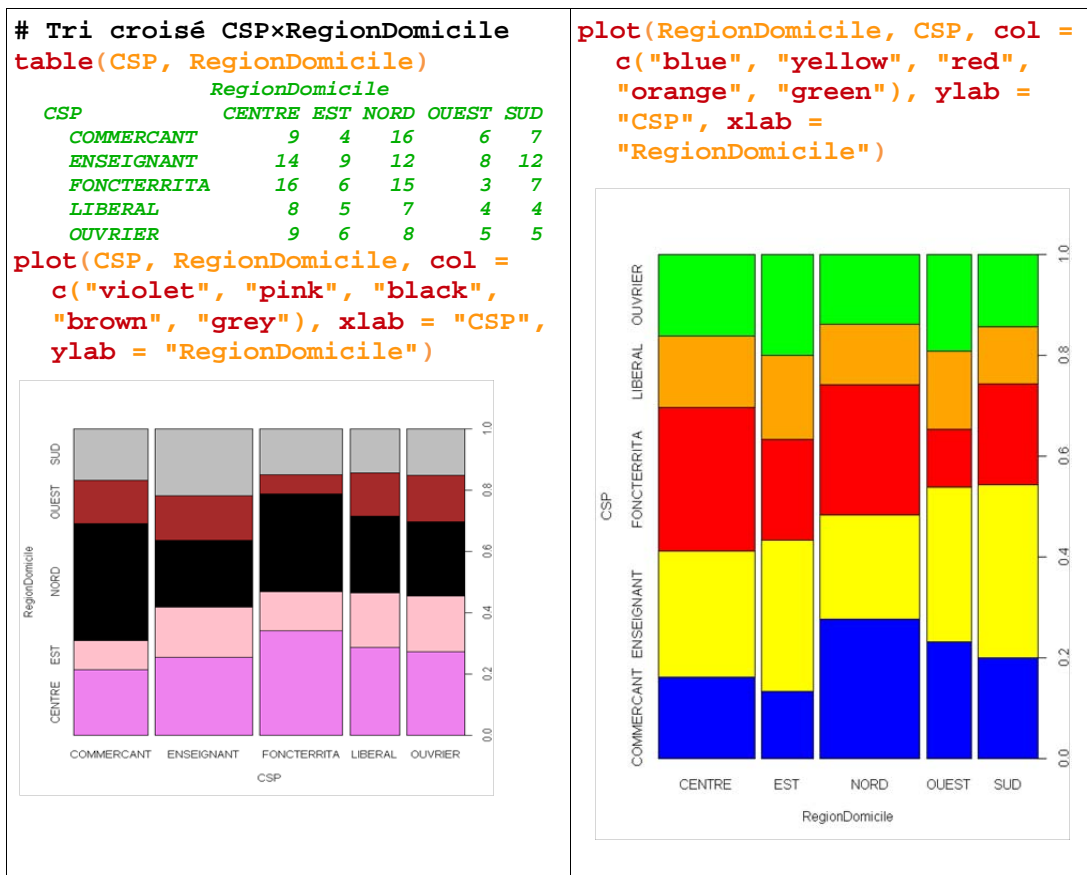 # Tri croisé CSP×RegionDomicile
table(CSP, RegionDomicile)
RegionDomicile
CSP CENTRE EST NORD OUEST SUD
COMMERCANT 9 4 16 6 7
ENSEIGNANT 14 9 12 8 12
FONCTERRITA 16 6 15 3 7
LIBERAL 8 5 7 4 4
OUVRIER 9 6 8 5 5
plot(CSP, RegionDomicile, col =
c("violet", "pink", "black",
"brown", "grey"), xlab = "CSP",
ylab = "RegionDomicile")
RegionDomicile
CENTRE EST NORD OUEST SUD
0.0 0.2 0.4 0.6 0.8 1.0
COMMERCANT ENSEIGNANT FONCTERRITA LIBERAL OUVRIER
CSP
plot(RegionDomicile, CSP, col =
c("blue", "yellow", "red",
"orange", "green"), ylab =
"CSP", xlab =
"RegionDomicile")
CSP
COMMERCANT ENSEIGNANT FONCTERRITA LIBERAL OUVRIER
0.0 0.2 0.4 0.6 0.8 1.0
CENTRE EST NORD OUEST SUD
RegionDomicile